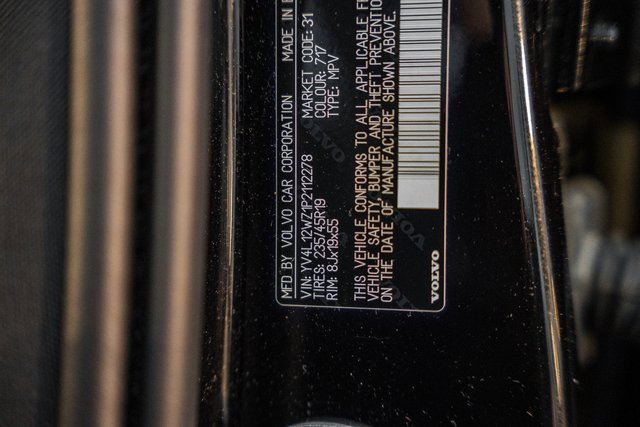 MFD BY VOLVO CAR CORPORATION MADE IN
VIN: YV4L12WZ1P2112278 MARKET CODE: 31
TIRES: 235/45R19 COLOUR: 717
RIM: 8Jx19x55 TYPE: MPV
THIS VEHICLE CONFORMS TO ALL APPLICABLE
VEHICLE SAFETY, BUMPER AND THEFT PREVENTION
ON THE DATE OF MANUFACTURE SHOWN ABOVE.
VOLVO